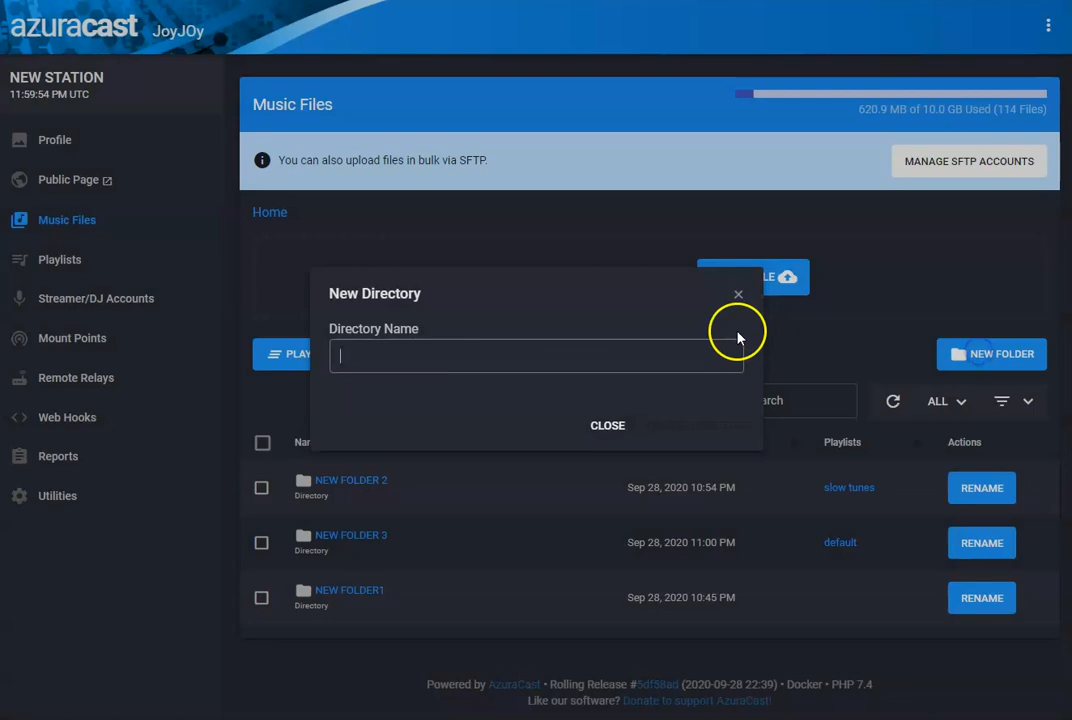 azuracast JoyJOy
NEW STATION
11:59:54 PM UTC
Profile
Public Page
Music Files
Playlists
Streamer/DJ Accounts
Mount Points
Remote Relays
Web Hooks
Reports
Utilities
Music Files
620.9 MB of 10.0 GB Used (114 Files)
You can also upload files in bulk via SFTP.
MANAGE SFTP ACCOUNTS
Home
New Directory
Directory Name
CLOSE
NEW FOLDER
ALL
Playlists
Actions
NEW FOLDER 2
Directory
Sep 28, 2020 10:54 PM
slow tunes
RENAME
NEW FOLDER 3
Directory
Sep 28, 2020 11:00 PM
default
RENAME
NEW FOLDER1
Directory
Sep 28, 2020 10:45 PM
RENAME
Powered by AzuraCast • Rolling Release #5df58ad (2020-09-28 22:39) • Docker • PHP 7.4
Like our software? Donate to support AzuraCast!